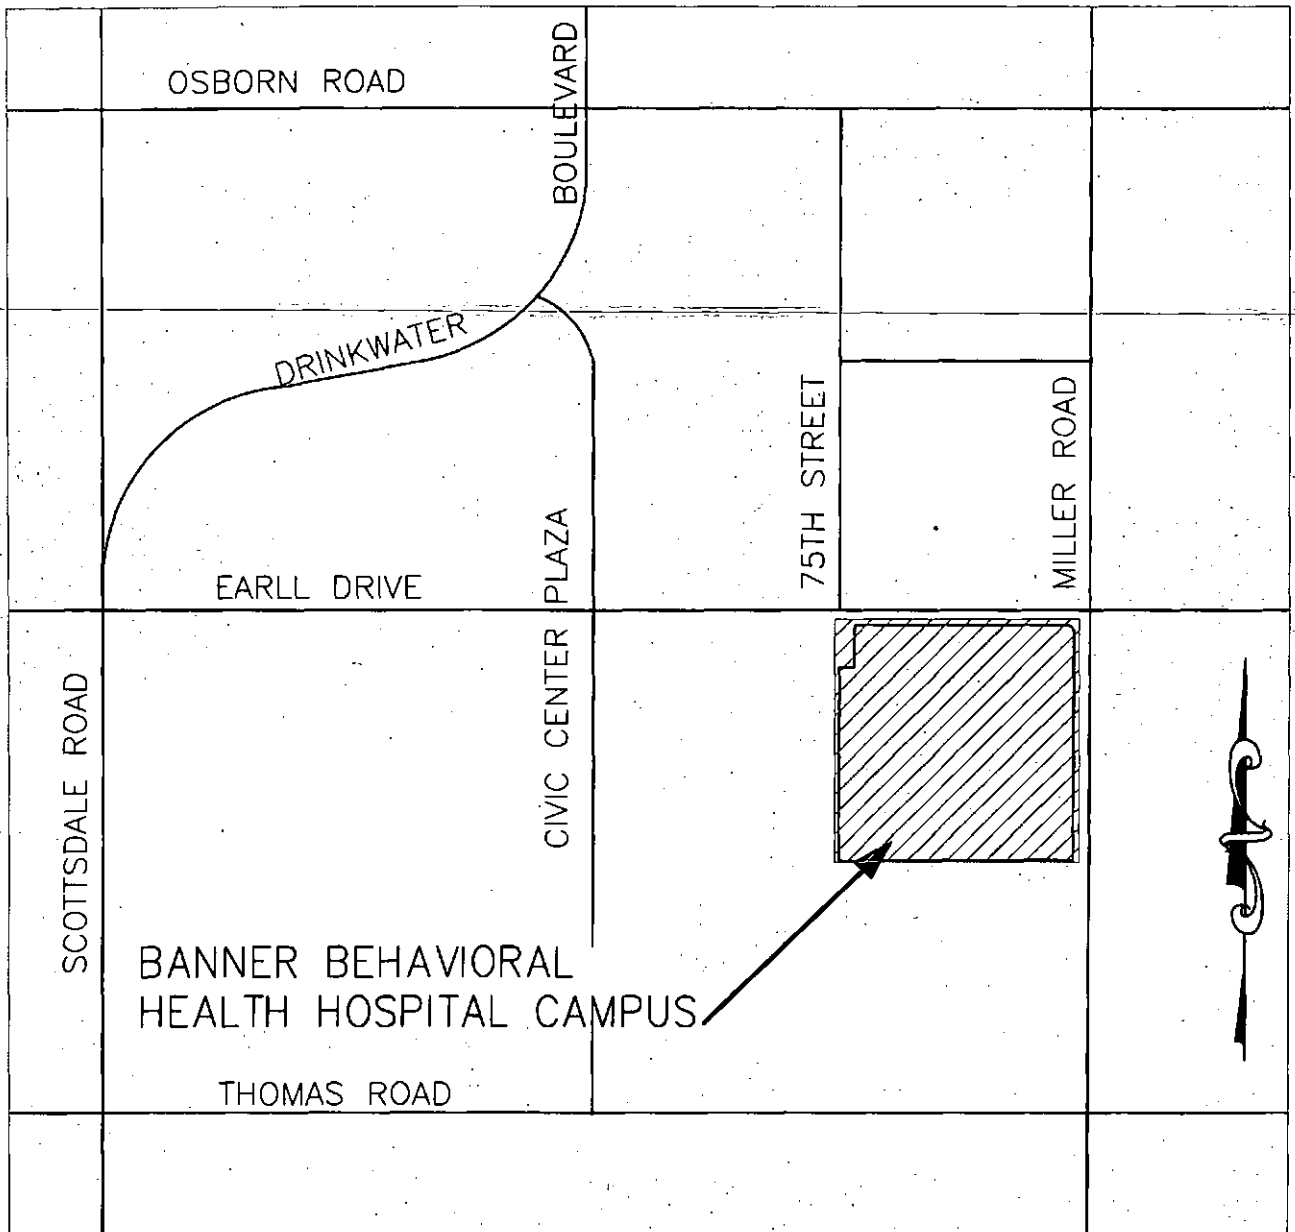 OSBORN ROAD
BOULEVARD
DRINKWATER
75TH STREET
MILLER ROAD
EARLL DRIVE
CIVIC CENTER PLAZA
SCOTTSDALE ROAD
BANNER BEHAVIORAL
HEALTH HOSPITAL CAMPUS
THOMAS ROAD